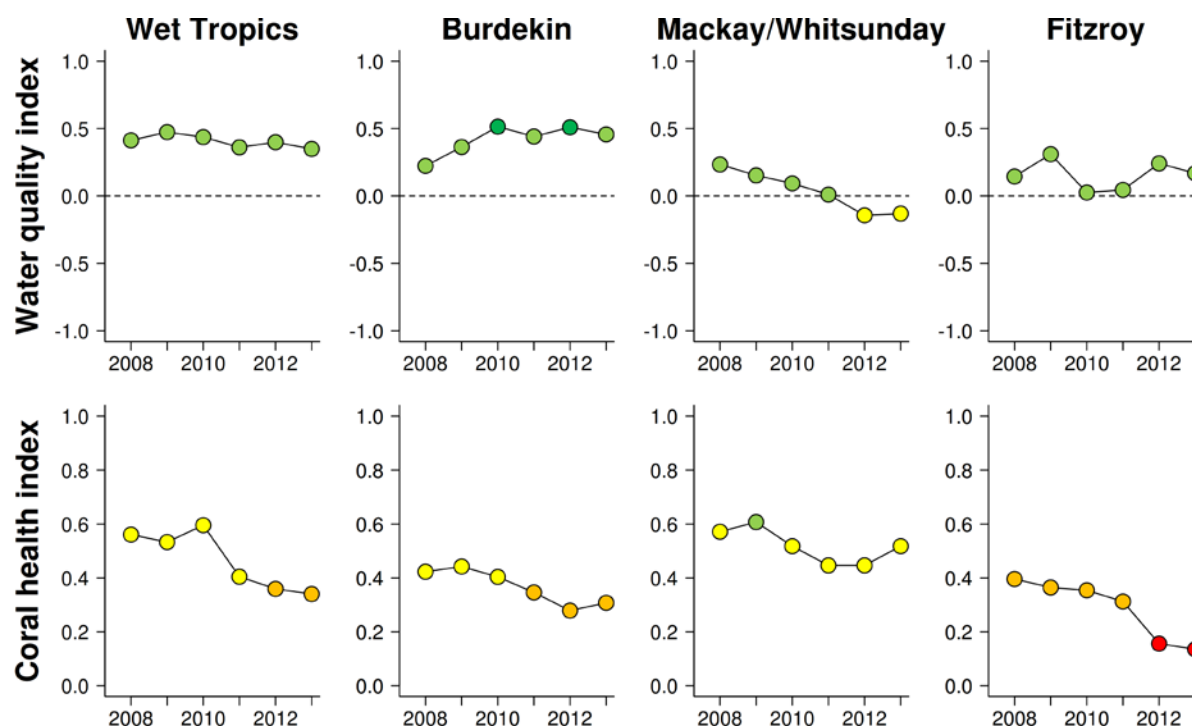 Wet Tropics Burdekin Mackay/Whitsunday Fitzroy
Water quality index
1.0 1.0 1.0 1.0
0.5 0.5 0.5 0.5
0.0 0.0 0.0 0.0
-0.5 -0.5 -0.5 -0.5
-1.0 -1.0 -1.0 -1.0
2008 2010 2012 2008 2010 2012 2008 2010 2012 2008 2010 2012
Coral health index
1.0 1.0 1.0 1.0
0.8 0.8 0.8 0.8
0.6 0.6 0.6 0.6
0.4 0.4 0.4 0.4
0.2 0.2 0.2 0.2
0.0 0.0 0.0 0.0
2008 2010 2012 2008 2010 2012 2008 2010 2012 2008 2010 2012